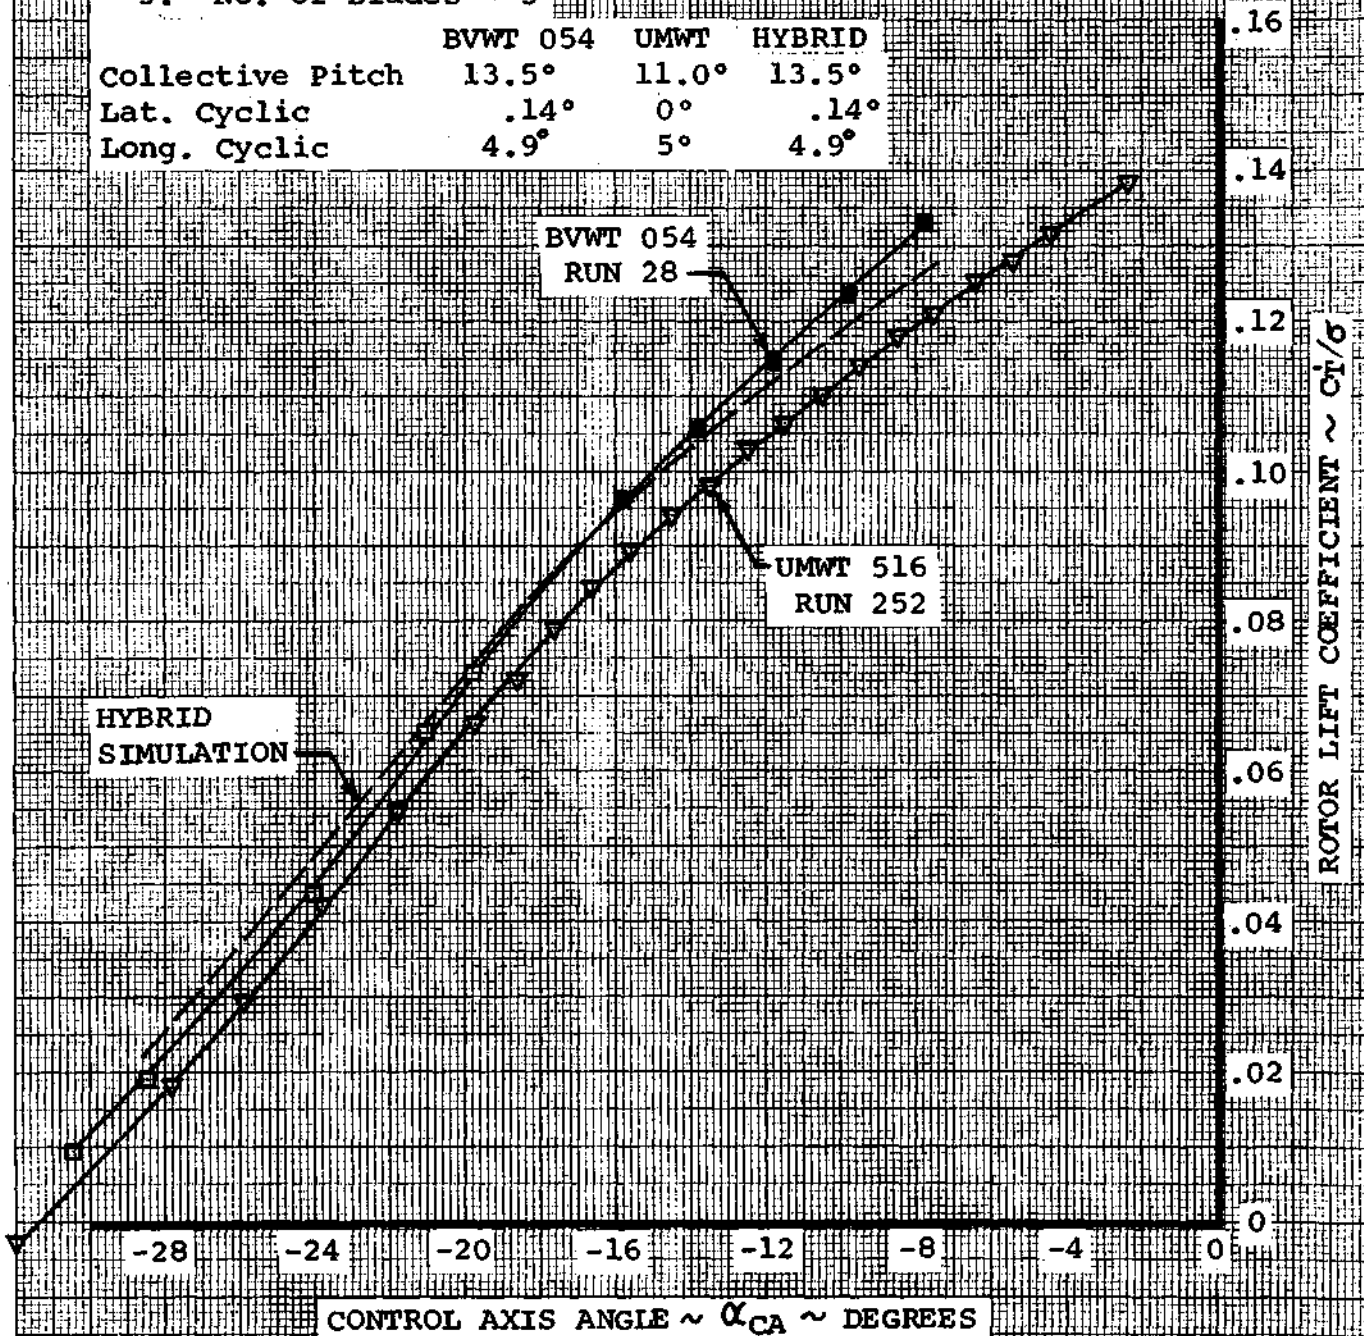 No. of Blades
BVWT 054 UMWT HYBRID
Collective Pitch 13.5° 11.0° 13.5°
Lat. Cyclic .14° 0° .14°
Long. Cyclic 4.9° 5° 4.9°
BVWT 054
RUN 28
UMWT 516
RUN 252
HYBRID
SIMULATION
.16
.14
.12
.10
.08
.06
.04
.02
0
ROTOR LIFT COEFFICIENT ~ C'T/σ
-28 -24 -20 -16 -12 -8 -4 0
CONTROL AXIS ANGLE ~ αCA ~ DEGREES